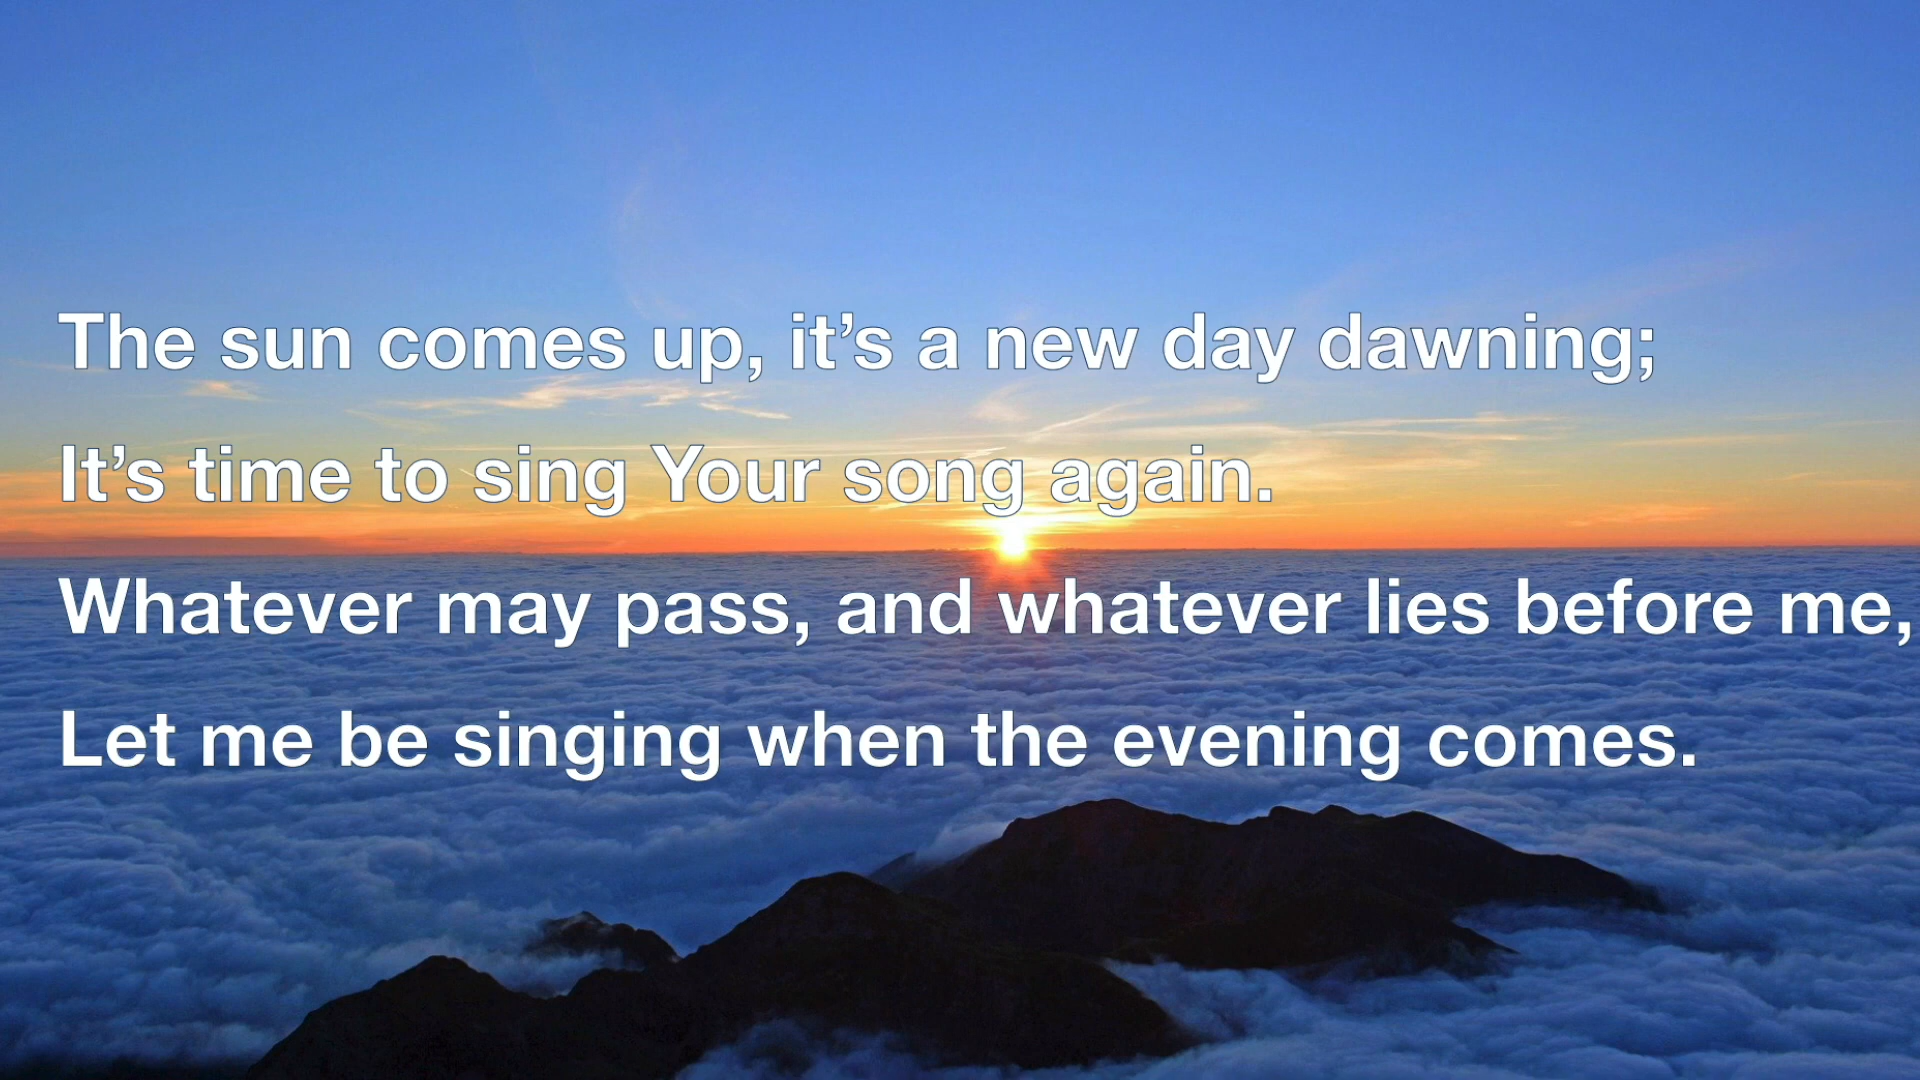 The sun comes up, it’s a new day dawning;
It’s time to sing Your song again.
Whatever may pass, and whatever lies before me,
Let me be singing when the evening comes.